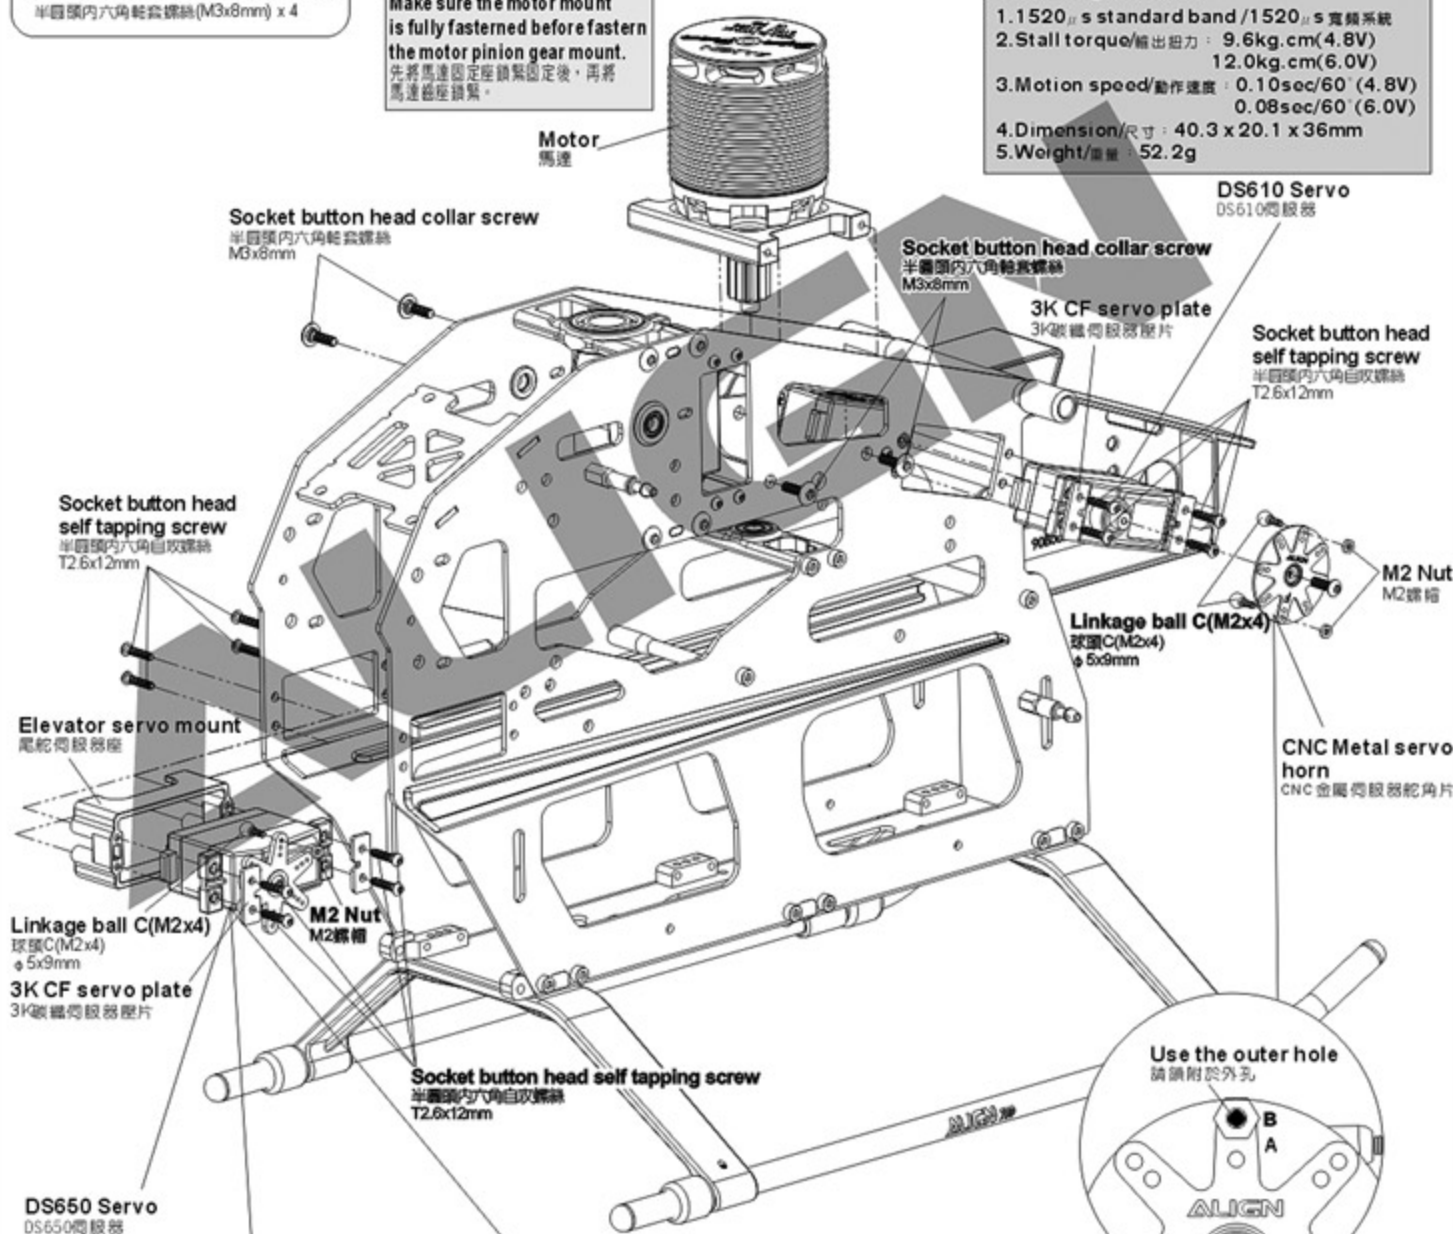 半圓頭內六角軸套螺絲(M3x8mm) x 4
Make sure the motor mount
is fully fasterned before fastern
the motor pinion gear mount.
先將馬達固定座鎖緊固定後，再將
馬達齒座鎖緊。
1.1520μs standard band /1520μs 寬頻系統
2.Stall torque/輸出扭力： 9.6kg.cm(4.8V)
12.0kg.cm(6.0V)
3.Motion speed/動作速度： 0.10sec/60°(4.8V)
0.08sec/60°(6.0V)
4.Dimension/尺寸：40.3 x 20.1 x 36mm
5.Weight/重量：52.2g
Motor
馬達
DS610 Servo
DS610伺服器
Socket button head collar screw
半圓頭內六角軸套螺絲
M3x8mm
Socket button head collar screw
半圓頭內六角軸套螺絲
M3x8mm
3K CF servo plate
3K碳纖伺服器壓片
Socket button head
self tapping screw
半圓頭內六角自攻螺絲
T2.6x12mm
Socket button head
self tapping screw
半圓頭內六角自攻螺絲
T2.6x12mm
M2 Nut
M2螺帽
Linkage ball C(M2x4)
球頭C(M2x4)
φ5x9mm
Elevator servo mount
尾舵伺服器座
CNC Metal servo
horn
CNC金屬伺服器舵角片
Linkage ball C(M2x4)
球頭C(M2x4)
φ5x9mm
M2 Nut
M2螺帽
3K CF servo plate
3K碳纖伺服器壓片
Socket button head self tapping screw
半圓頭內六角自攻螺絲
T2.6x12mm
Use the outer hole
請鎖附於外孔
B
A
ALIGN
ALIGN
DS650 Servo
DS650伺服器
ALIGN